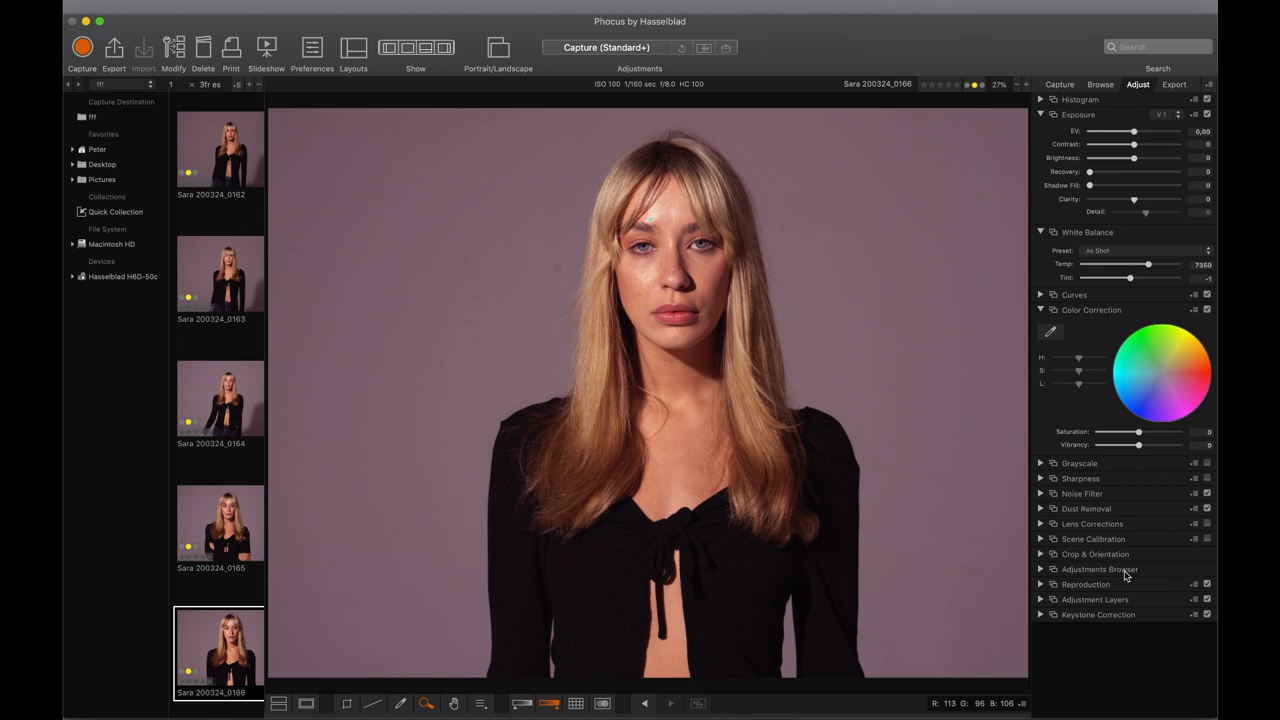 Phocus by Hasselblad
Capture (Standard+)
Search
Capture Export Import Modify Delete Print Slideshow Preferences Layouts Show Portrait/Landscape Adjustments Search
fff 1 3fr es ISO 100 1/160 sec f/8.0 HC 100 Sara 200324_0166 27% Capture Browse Adjust Export
Capture Destination
fff
Favorites
Peter
Desktop
Pictures
Collections
Quick Collection
File System
Macintosh HD
Devices
Hasselblad H6D-50c
Sara 200324_0162
Sara 200324_0163
Sara 200324_0164
Sara 200324_0165
Sara 200324_0166
Histogram
Exposure V 1
EV: 0,00
Contrast: 0
Brightness: 0
Recovery: 0
Shadow Fill: 0
Clarity: 0
Detail: 0
White Balance
Preset: As Shot
Temp: 7350
Tint: -1
Curves
Color Correction
H:
S:
L:
Saturation: 0
Vibrancy: 0
Grayscale
Sharpness
Noise Filter
Dust Removal
Lens Corrections
Scene Calibration
Crop & Orientation
Adjustments Browser
Reproduction
Adjustment Layers
Keystone Correction
R: 113 G: 96 B: 106